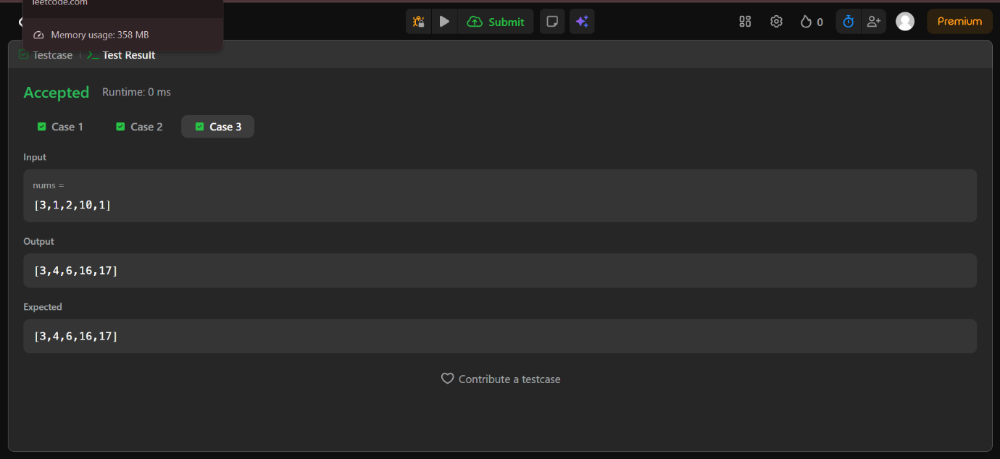 leetcode.com
Memory usage: 358 MB
Submit
0
Premium
Testcase
Test Result
Accepted
Runtime: 0 ms
Case 1
Case 2
Case 3
Input
nums =
[3,1,2,10,1]
Output
[3,4,6,16,17]
Expected
[3,4,6,16,17]
Contribute a testcase